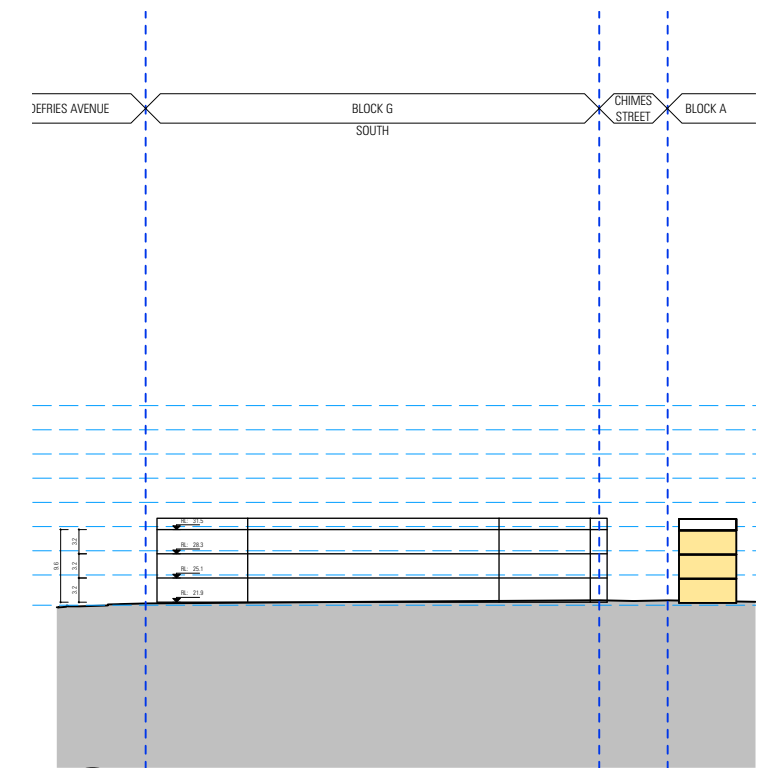 DEFRIES AVENUE
BLOCK G
CHIMES
STREET
BLOCK A
SOUTH
RL: 31.5
3.2
RL: 28.3
9.6
3.2
RL: 25.1
3.2
RL: 21.9